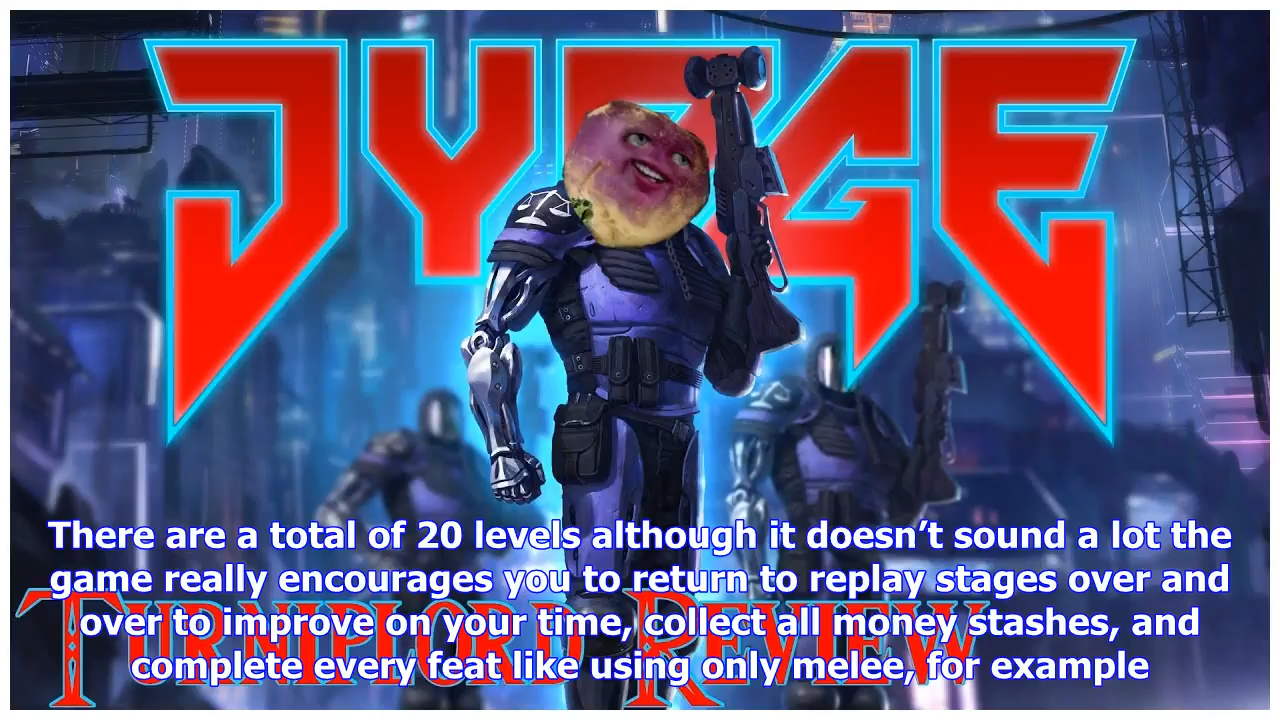 JYDGE
There are a total of 20 levels although it doesn’t sound a lot the
game really encourages you to return to replay stages over and
over to improve on your time, collect all money stashes, and
complete every feat like using only melee, for example
Turniplord Review